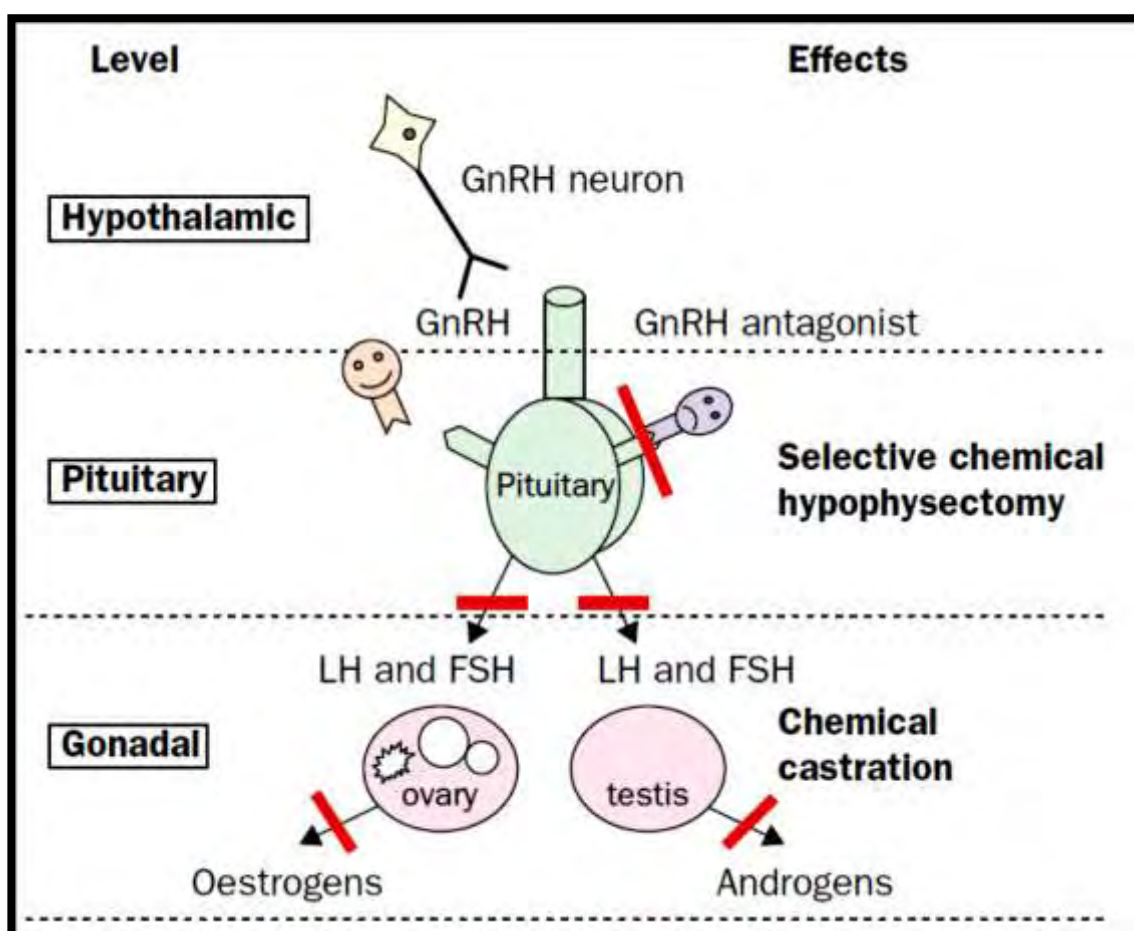 Level
Effects
GnRH neuron
Hypothalamic
GnRH
GnRH antagonist
Pituitary
Pituitary
Selective chemical
hypophysectomy
LH and FSH
LH and FSH
Gonadal
ovary
testis
Chemical
castration
Oestrogens
Androgens